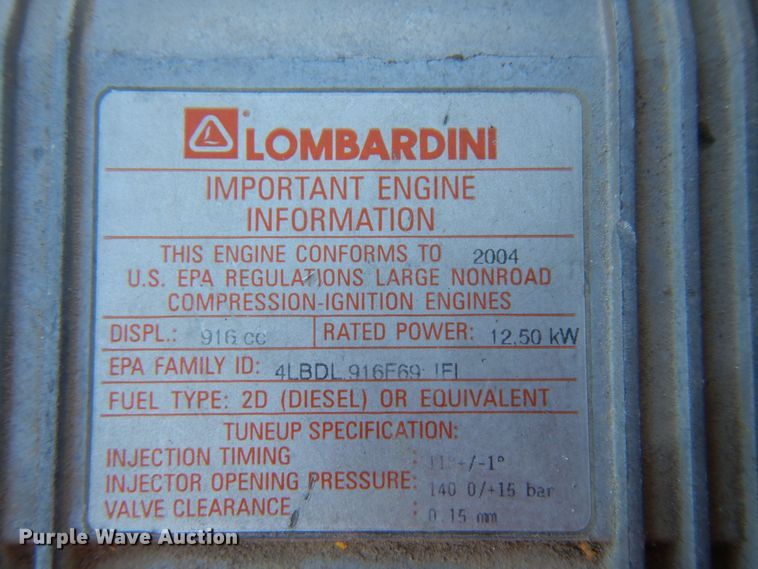 LOMBARDINI
IMPORTANT ENGINE
INFORMATION
THIS ENGINE CONFORMS TO 2004
U.S. EPA REGULATIONS LARGE NONROAD
COMPRESSION-IGNITION ENGINES
DISPL.: 916 cc RATED POWER: 12.50 kW
EPA FAMILY ID: 4LBDL.916F69
FUEL TYPE: 2D (DIESEL) OR EQUIVALENT
TUNEUP SPECIFICATION:
INJECTION TIMING : +/-1°
INJECTOR OPENING PRESSURE: 140 0/+15 bar
VALVE CLEARANCE : 0.15 mm
Purple Wave Auction